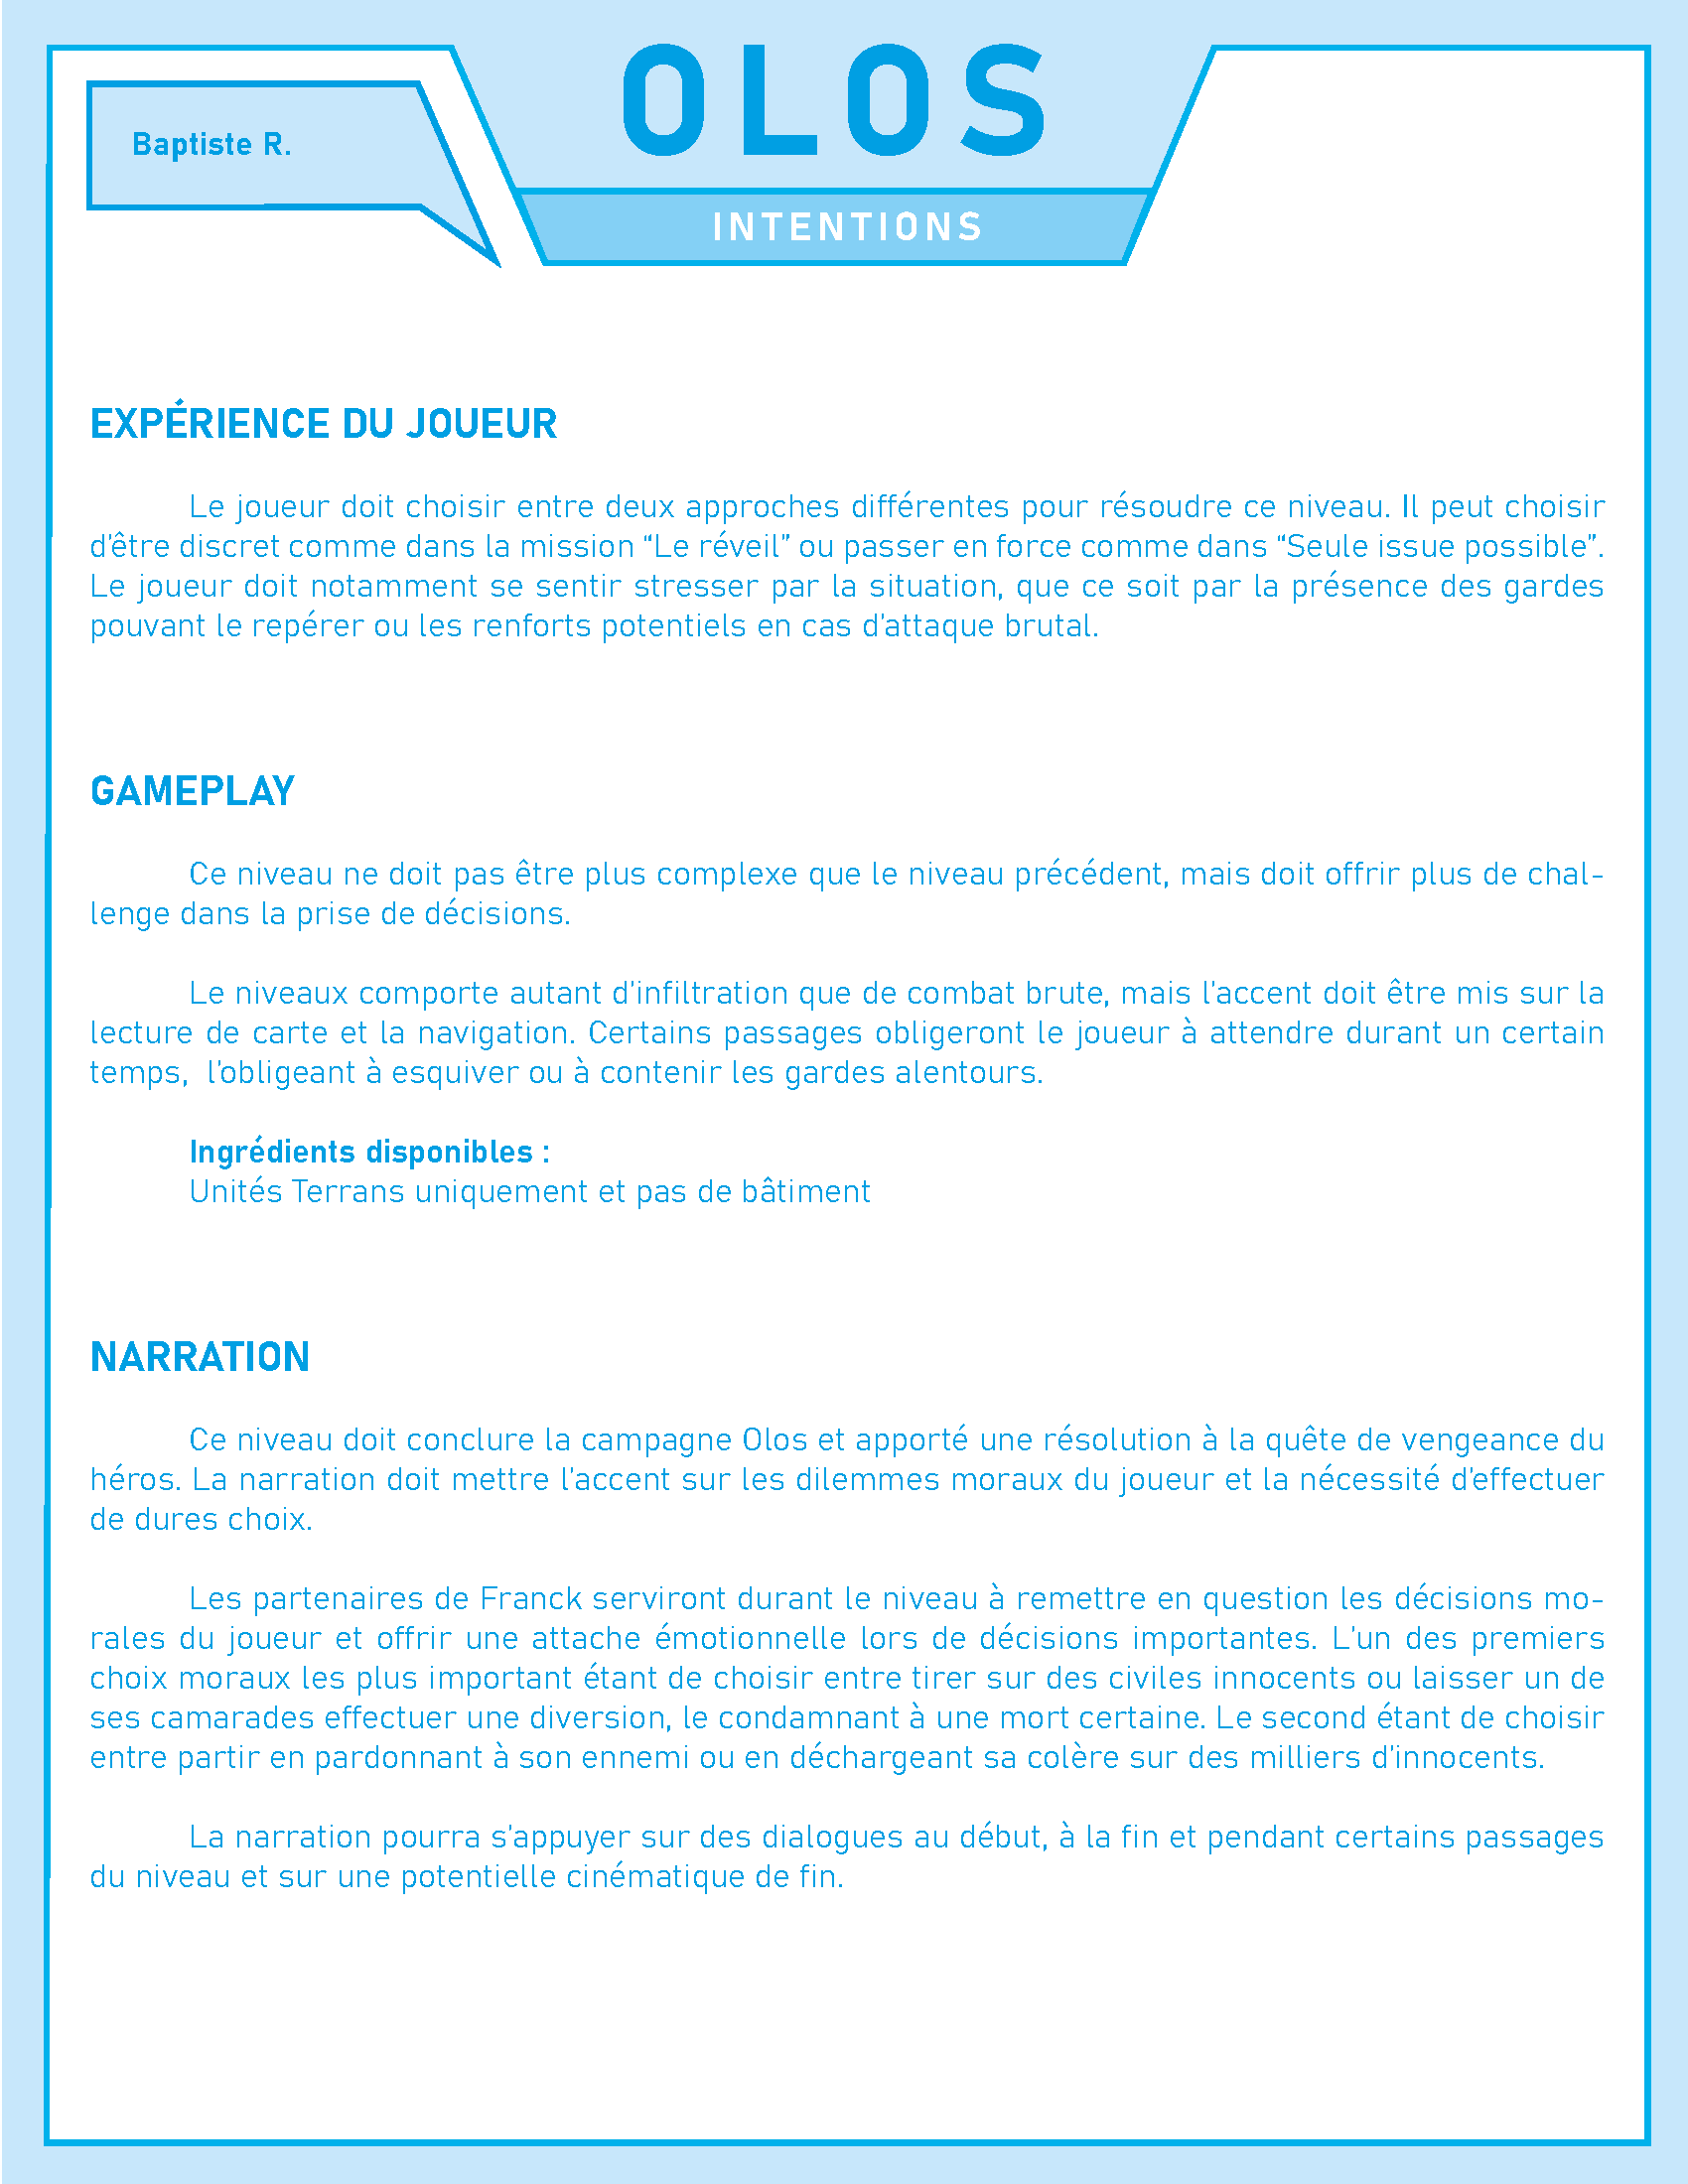 Baptiste R.
OLOS
INTENTIONS
EXPÉRIENCE DU JOUEUR
Le joueur doit choisir entre deux approches différentes pour résoudre ce niveau. Il peut choisir
d'être discret comme dans la mission “Le réveil” ou passer en force comme dans “Seule issue possible”.
Le joueur doit notamment se sentir stresser par la situation, que ce soit par la présence des gardes
pouvant le repérer ou les renforts potentiels en cas d'attaque brutal.
GAMEPLAY
Ce niveau ne doit pas être plus complexe que le niveau précédent, mais doit offrir plus de chal-
lenge dans la prise de décisions.
Le niveaux comporte autant d'infiltration que de combat brute, mais l'accent doit être mis sur la
lecture de carte et la navigation. Certains passages obligeront le joueur à attendre durant un certain
temps,  l'obligeant à esquiver ou à contenir les gardes alentours.
Ingrédients disponibles :
Unités Terrans uniquement et pas de bâtiment
NARRATION
Ce niveau doit conclure la campagne Olos et apporté une résolution à la quête de vengeance du
héros. La narration doit mettre l'accent sur les dilemmes moraux du joueur et la nécessité d'effectuer
de dures choix.
Les partenaires de Franck serviront durant le niveau à remettre en question les décisions mo-
rales du joueur et offrir une attache émotionnelle lors de décisions importantes. L'un des premiers
choix moraux les plus important étant de choisir entre tirer sur des civiles innocents ou laisser un de
ses camarades effectuer une diversion, le condamnant à une mort certaine. Le second étant de choisir
entre partir en pardonnant à son ennemi ou en déchargeant sa colère sur des milliers d'innocents.
La narration pourra s'appuyer sur des dialogues au début, à la fin et pendant certains passages
du niveau et sur une potentielle cinématique de fin.